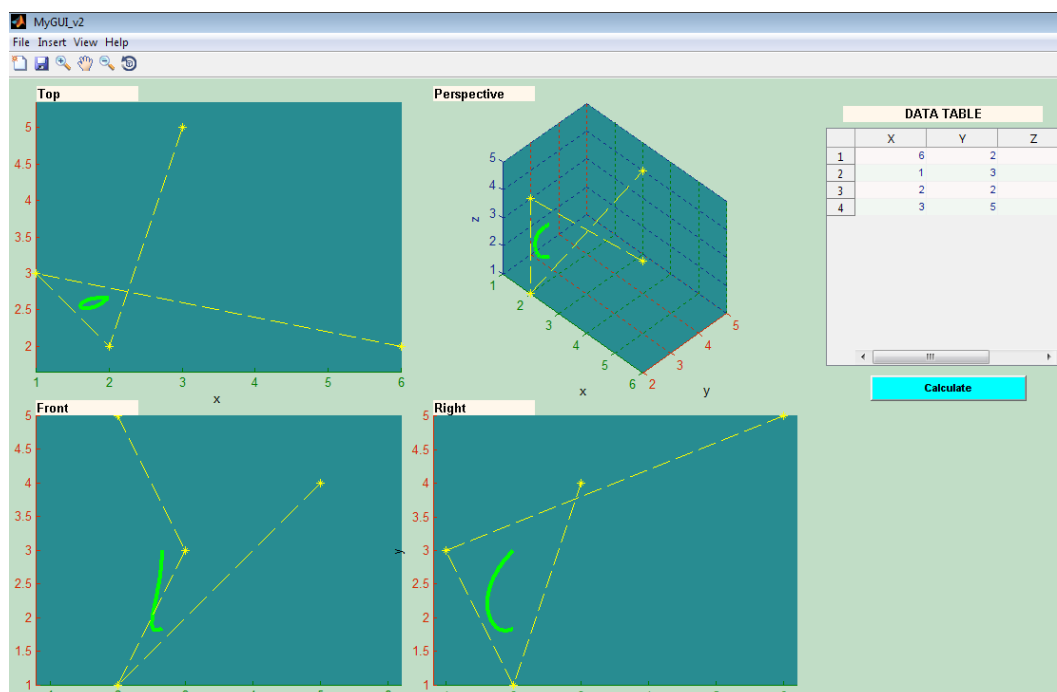 MyGUI_v2
File Insert View Help
Top
5
4.5
4
3.5
3
2.5
2
1 2 3 4 5 6
x
Perspective
5
4
3
2
1
z
1
2
3
4
5
6
x
2
3
4
5
y
DATA TABLE
X Y Z
1 6 2
2 1 3
3 2 2
4 3 5
Calculate
Front
5
4.5
4
3.5
3
2.5
2
1.5
1
Right
5
4.5
4
3.5
y
3
2.5
2
1.5
1